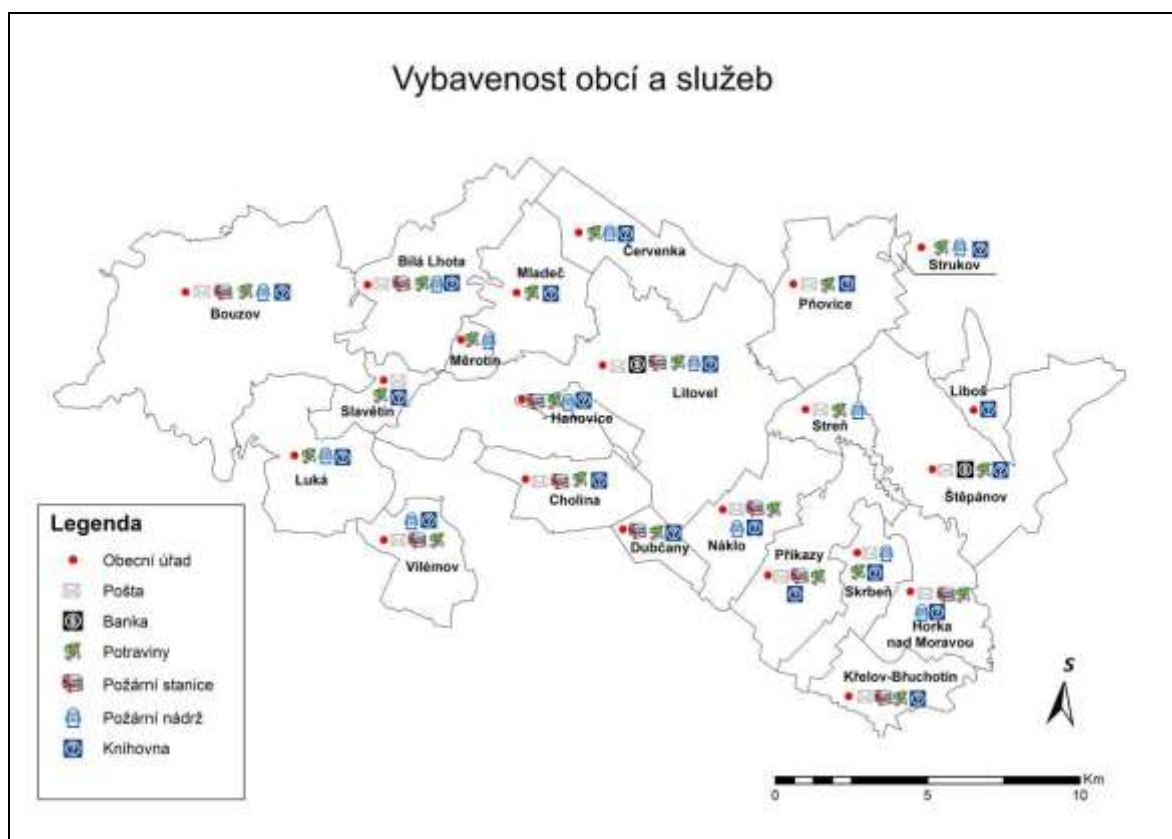 Vybavenost obcí a služeb
Červenka
Strukov
Bílá Lhota
Mladeč
Pňovice
Bouzov
Měrotín
Litovel
Liboš
Slavětín
Haňovice
Streň
Luká
Cholina
Štěpánov
Vilémov
Dubčany
Náklo
Příkazy
Skrbeň
Horka
nad Moravou
Křelov-Břuchotín
Legenda
Obecní úřad
Pošta
Banka
Potraviny
Požární stanice
Požární nádrž
Knihovna
S
Km
0 5 10